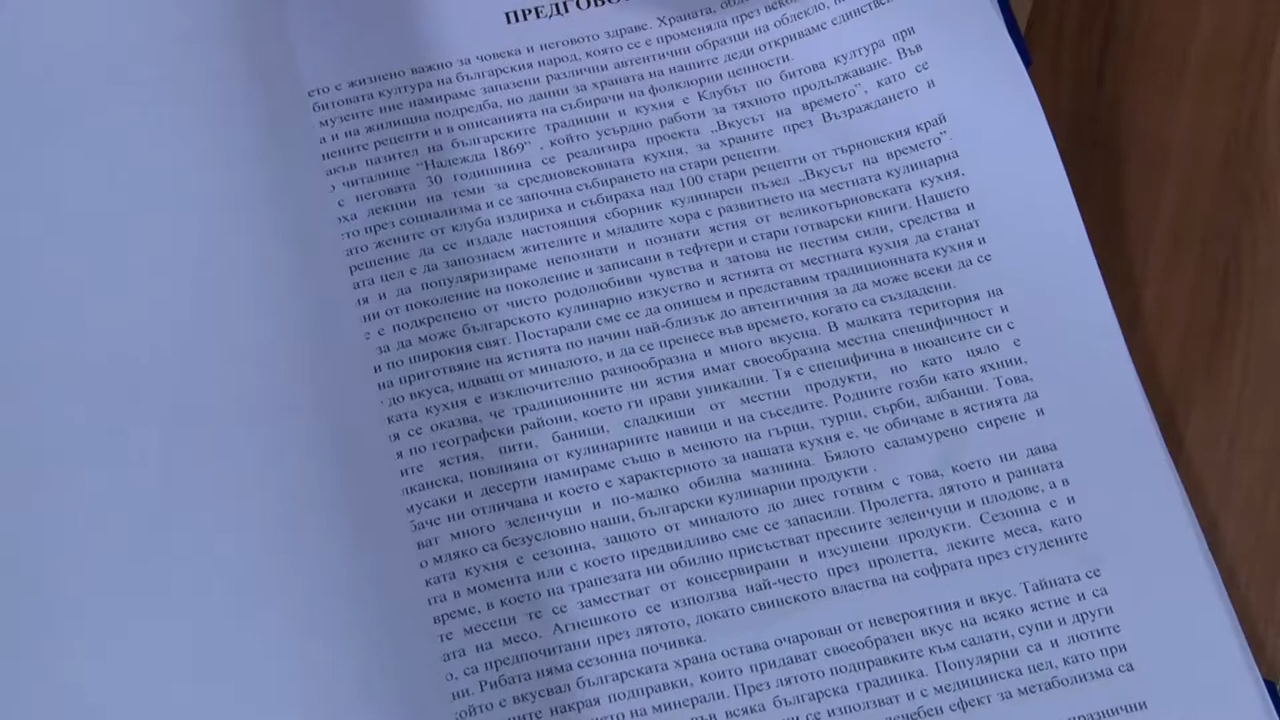 ПРЕДГОВО
ето е жизнено важно за човека и неговото здраве. Храната,
битовата култура на българския народ, която се е променяла през
музеите ние намираме запазени различни автентични образци на облекло,
а и на жилищна подредба, но данни за храната на нашите деди откриваме
нените рецепти и в описанията на събирачи на фолклорни ценности.
акъв пазител на българските традиции и кухня е Клубът по битова култура при
читалище "Надежда 1869" , който усърдно работи за тяхното продължаване. Във
с неговата 30 годишнина се реализира проекта „Вкусът на времето”, като се
ха лекции на теми за средновековната кухня, за храните през Възраждането и
то през социализма и се започна събирането на стари рецепти.
ато жените от клуба издириха и събираха над 100 стари рецепти от търновския край
решение да се издаде настоящия сборник кулинарен пъзел „Вкусът на времето”.
ата цел е да запознаем жителите и младите хора с развитието на местната кулинарна
я и да популяризираме непознати и познати ястия от великотърновската кухня,
ни от поколение на поколение и записани в тефтери и стари готварски книги. Нашето
е подкрепено от чисто родолюбиви чувства и затова не пестим сили, средства и
за да може българското кулинарно изкуство и ястията от местната кухня да станат
и по широкия свят. Постарали сме се да опишем и представим традиционната кухня и
на приготвяне на ястията по начин най-близък до автентичния за да може всеки да се
до вкуса, идващ от миналото, и да се пренесе във времето, когато са създадени.
ката кухня е изключително разнообразна и много вкусна. В малката територия на
я се оказва, че традиционните ни ястия имат своеобразна местна специфичност и
я по географски райони, което ги прави уникални. Тя е специфична в нюансите си с
ите ястия, пити, баници, сладкиши от местни продукти, но като цяло е
лканска, повлияна от кулинарните навици и на съседите. Родните гозби като яхнии,
мусаки и десерти намираме също в менюто на гърци, турци, сърби, албанци. Това,
баче ни отличава и което е характерното за нашата кухня е, че обичаме в ястията да
ват много зеленчуци и по-малко обилна мазнина. Бялото саламурено сирене и
о мляко са безусловно наши, български кулинарни продукти .
ката кухня е сезонна, защото от миналото до днес готвим с това, което ни дава
та в момента или с което предвидливо сме се запасили. Пролетта, лятото и ранната
време, в което на трапезата ни обилно присъстват пресните зеленчуци и плодове, а в
те месеци те се заместват от консервирани и изсушени продукти. Сезонна е и
ата на месо. Агнешкото се използва най-често през пролетта, леките меса, като
о, са предпочитани през лятото, докато свинското властва на софрата през студените
ни. Рибата няма сезонна почивка.
ойто е вкусвал българската храна остава очарован от невероятния и вкус. Тайната се
ите накрая подправки, които придават своеобразен вкус на всяко ястие и са
ието на минерали. През лятото подправките към салати, супи и други
във всяка българска градинка. Популярни са и лютите
ни се използват и с медицинска цел, като при
лечебен ефект за метаболизма са
празнични